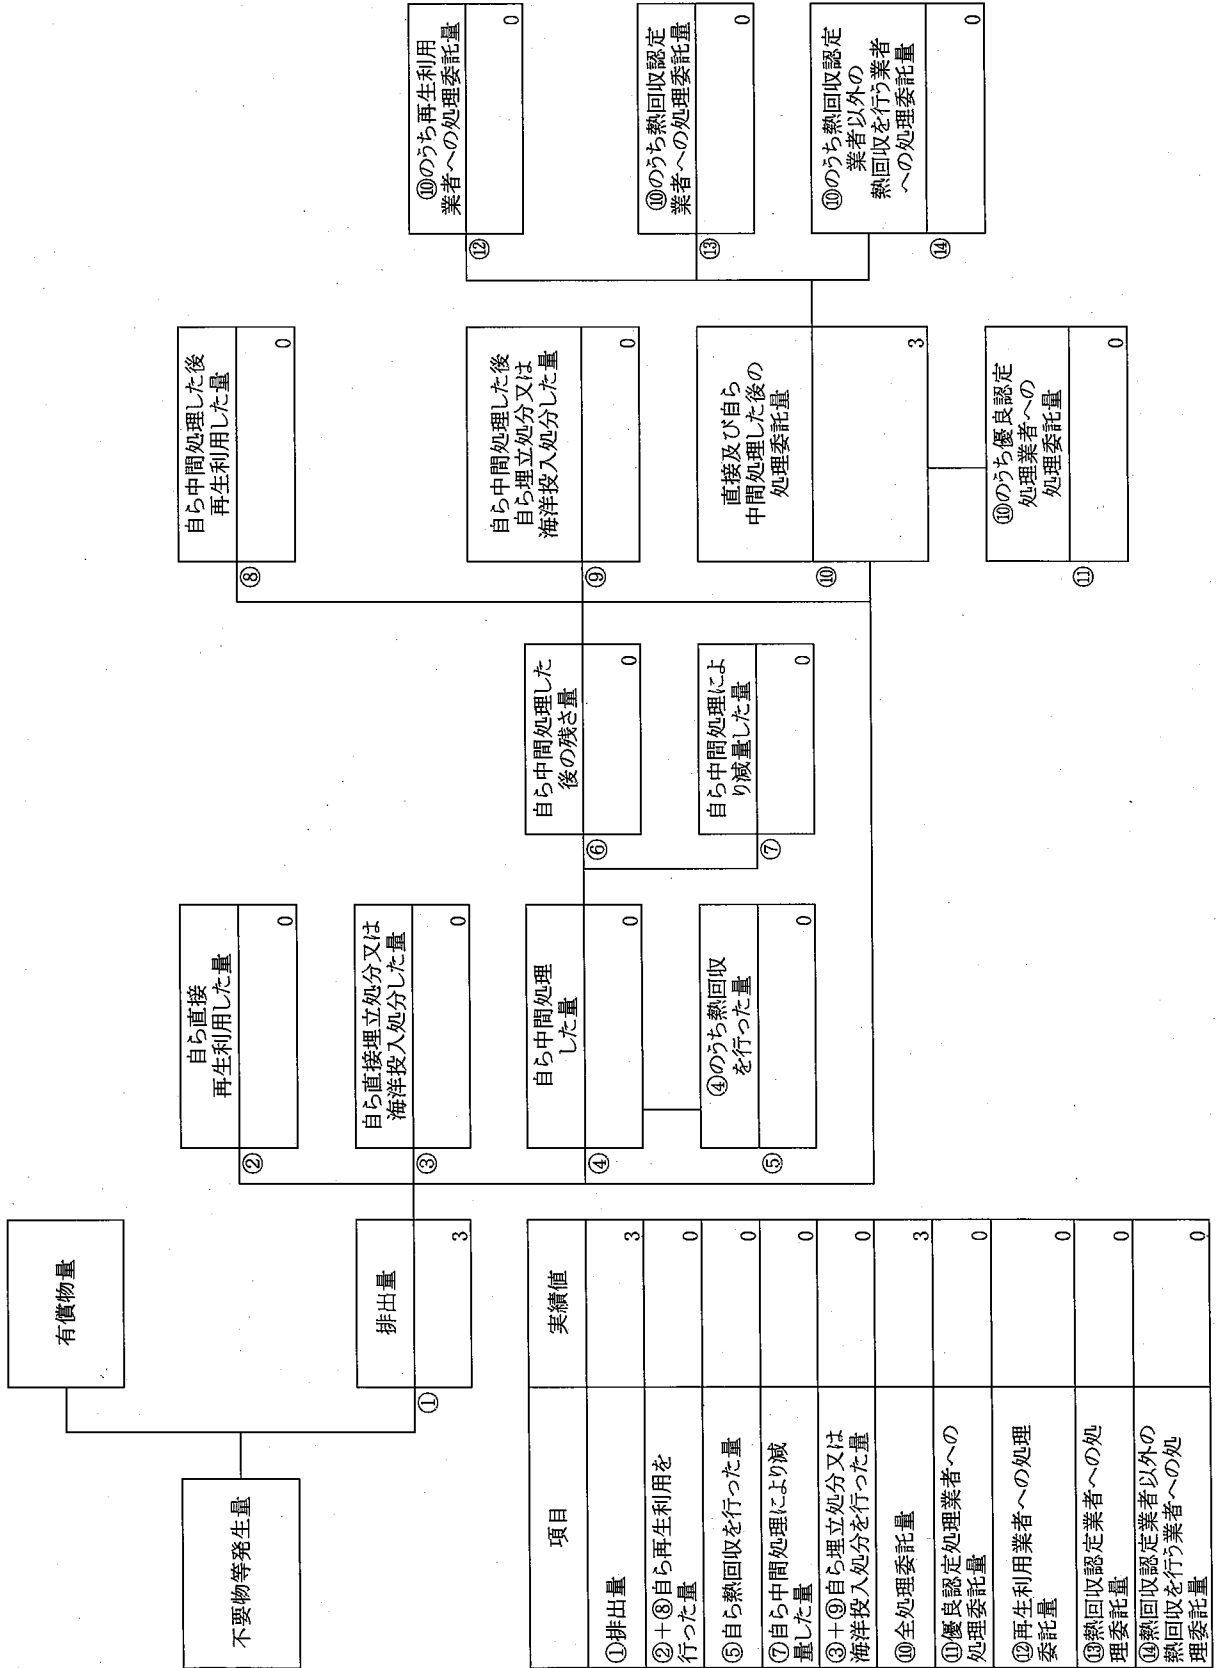 不要物等発生量
有償物量
排出量
①
3
自ら直接
再生利用した量
②
0
自ら直接埋立処分又は
海洋投入処分した量
③
0
自ら中間処理
した量
④
0
④のうち熱回収
を行った量
⑤
0
自ら中間処理した
後の残さ量
⑥
0
自ら中間処理によ
り減量した量
⑦
0
自ら中間処理した後
再生利用した量
⑧
0
自ら中間処理した後
自ら埋立処分又は
海洋投入処分した量
⑨
0
直接及び自ら
中間処理した後の
処理委託量
⑩
3
⑩のうち優良認定
処理業者への
処理委託量
⑪
0
⑩のうち再生利用
業者への処理委託量
⑫
0
⑩のうち熱回収認定
業者への処理委託量
⑬
0
⑩のうち熱回収認定
業者以外の
熱回収を行う業者
への処理委託量
⑭
0
項目 実績値
①排出量 3
②+⑧自ら再生利用を
行った量 0
⑤自ら熱回収を行った量 0
⑦自ら中間処理により減
量した量 0
③+⑨自ら埋立処分又は
海洋投入処分を行った量 0
⑩全処理委託量 3
⑪優良認定処理業者への
処理委託量 0
⑫再生利用業者への処理
委託量 0
⑬熱回収認定業者への処
理委託量 0
⑭熱回収認定業者以外の
熱回収を行う業者への処
理委託量 0